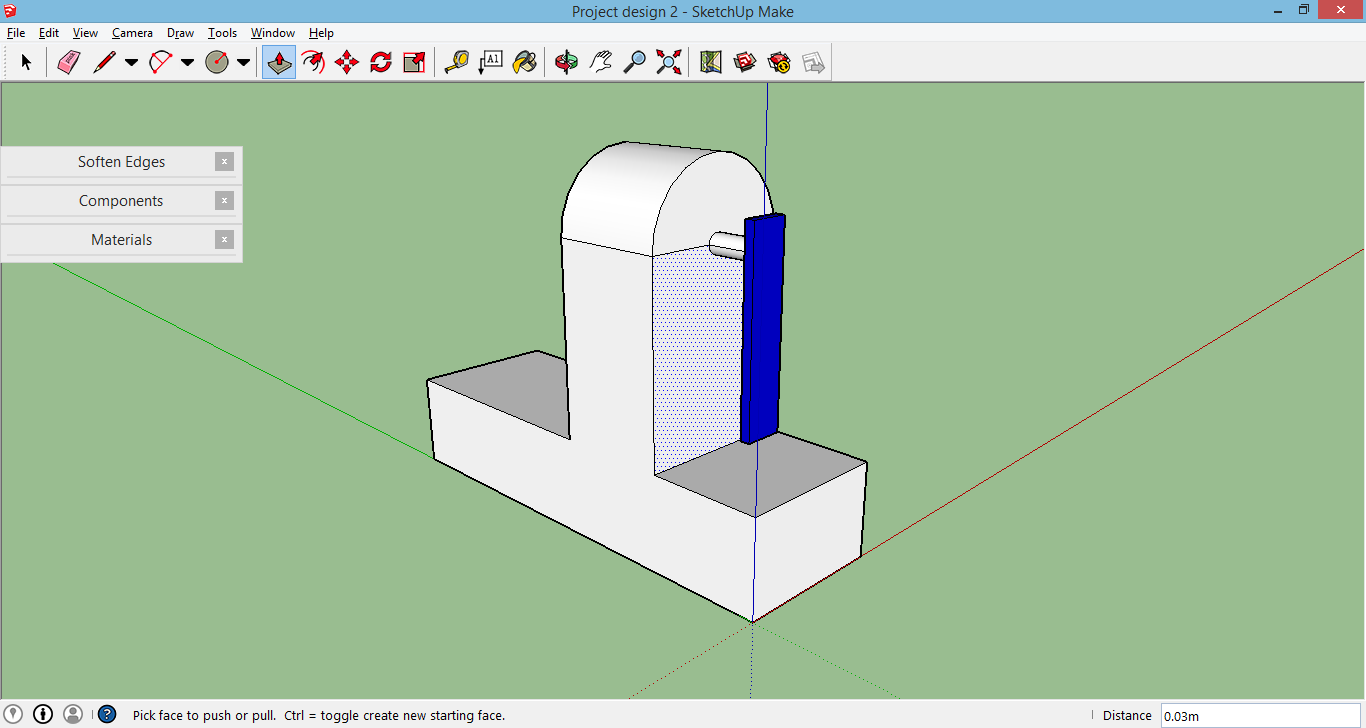 Project design 2 - SketchUp Make
File Edit View Camera Draw Tools Window Help
A1
Soften Edges
x
Components
x
Materials
x
Pick face to push or pull. Ctrl = toggle create new starting face.
Distance 0.03m